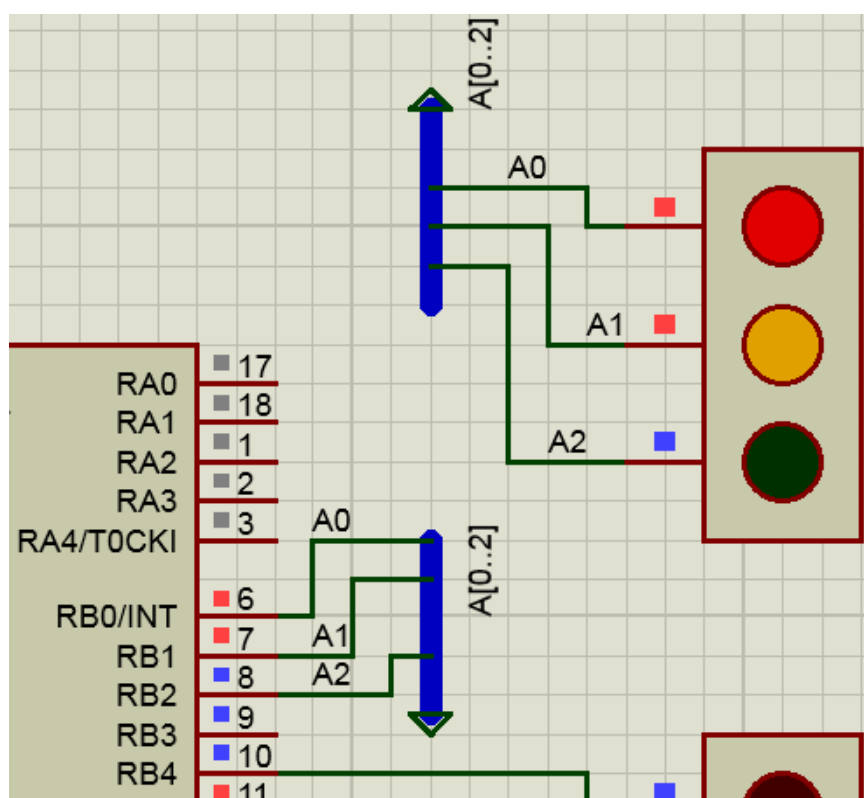 A[0..2]
A0
A1
A2
RA0 17
RA1 18
RA2 1
RA3 2
RA4/T0CKI 3
A0
A[0..2]
RB0/INT 6
RB1 7
A1
RB2 8
A2
RB3 9
RB4 10
11